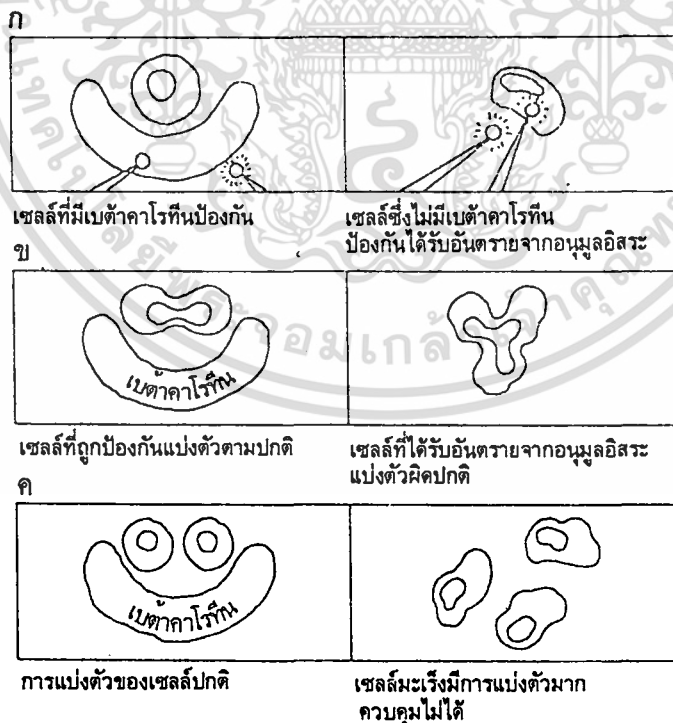 ก
เซลล์ที่มีเบต้าคาโรทีนป้องกัน
เซลล์ซึ่งไม่มีเบต้าคาโรทีน
ป้องกันได้รับอันตรายจากอนุมูลอิสระ
ข
เบต้าคาโรทีน
เซลล์ที่ถูกป้องกันแบ่งตัวตามปกติ
เซลล์ที่ได้รับอันตรายจากอนุมูลอิสระ
แบ่งตัวผิดปกติ
ค
เบต้าคาโรทีน
การแบ่งตัวของเซลล์ปกติ
เซลล์มะเร็งมีการแบ่งตัวมาก
ควบคุมไม่ได้